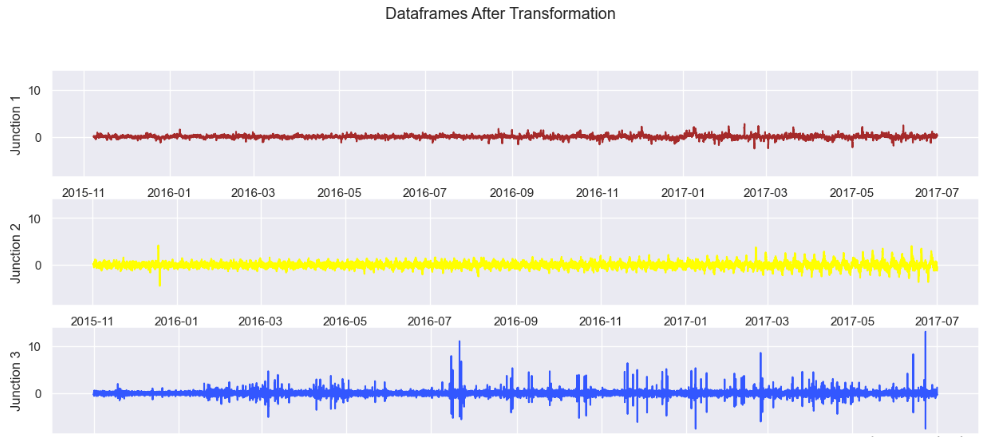 Dataframes After Transformation
10
0
Junction 1
2015-11 2016-01 2016-03 2016-05 2016-07 2016-09 2016-11 2017-01 2017-03 2017-05 2017-07
10
0
Junction 2
2015-11 2016-01 2016-03 2016-05 2016-07 2016-09 2016-11 2017-01 2017-03 2017-05 2017-07
10
0
Junction 3